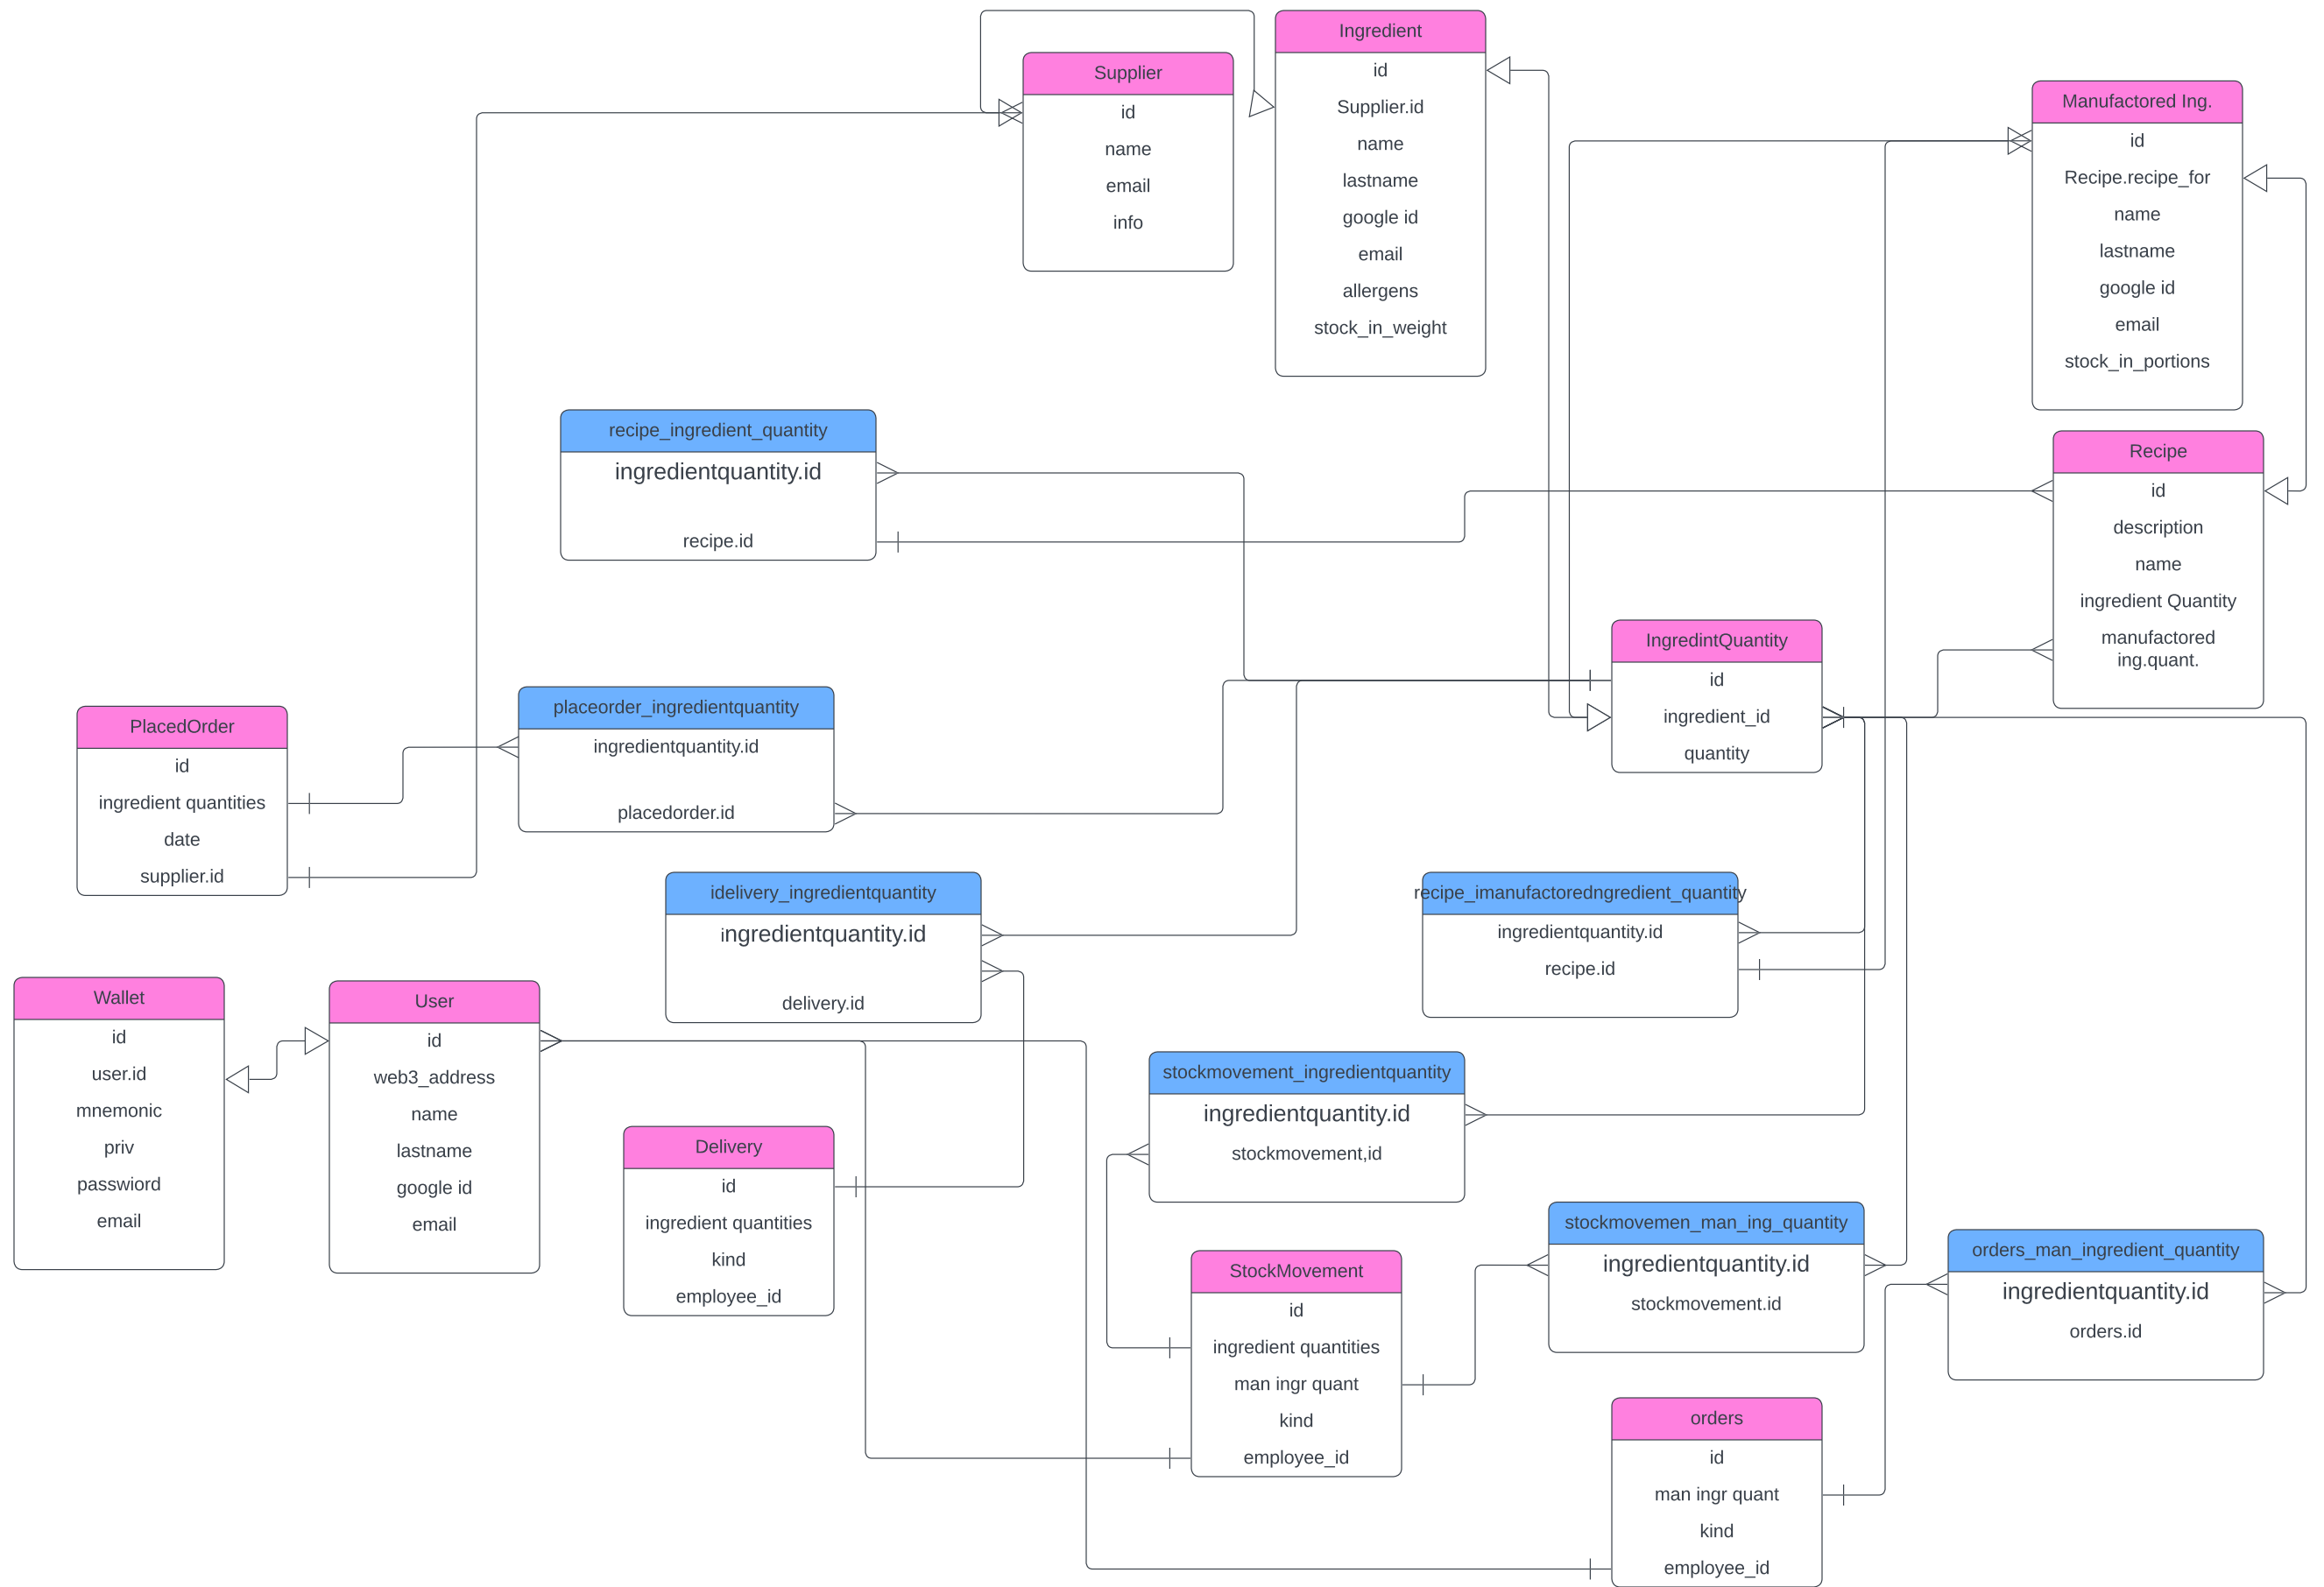 Ingredient
id
Supplier.id
name
lastname
google id
email
allergens
stock_in_weight
Supplier
id
name
email
info
Manufactored Ing.
id
Recipe.recipe_for
name
lastname
google id
email
stock_in_portions
recipe_ingredient_quantity
ingredientquantity.id
recipe.id
Recipe
id
description
name
ingredient Quantity
manufactored
ing.quant.
IngredintQuantity
id
ingredient_id
quantity
placeorder_ingredientquantity
ingredientquantity.id
placedorder.id
PlacedOrder
id
ingredient quantities
date
supplier.id
idelivery_ingredientquantity
ingredientquantity.id
delivery.id
recipe_imanufactoredngredient_quantity
ingredientquantity.id
recipe.id
Wallet
id
user.id
mnemonic
priv
passwiord
email
User
id
web3_address
name
lastname
google id
email
stockmovement_ingredientquantity
ingredientquantity.id
stockmovement,id
Delivery
id
ingredient quantities
kind
employee_id
stockmovemen_man_ing_quantity
ingredientquantity.id
stockmovement.id
orders_man_ingredient_quantity
ingredientquantity.id
orders.id
StockMovement
id
ingredient quantities
man ingr quant
kind
employee_id
orders
id
man ingr quant
kind
employee_id